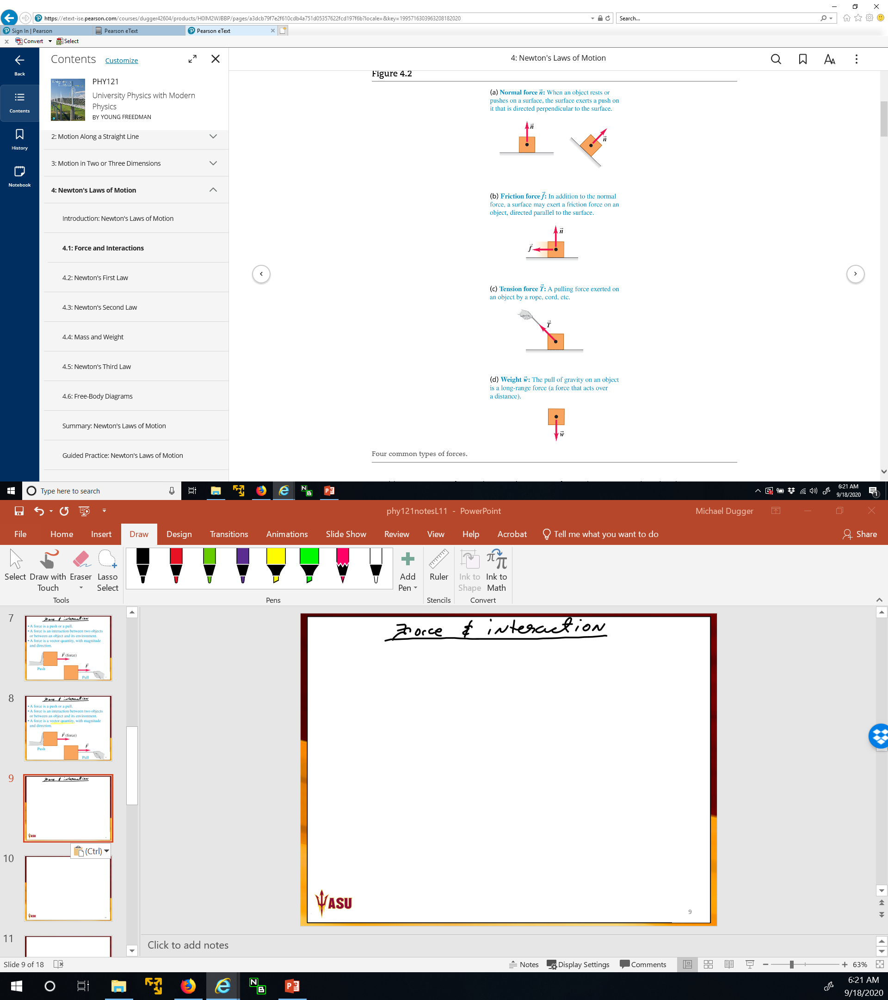 https://etext-ise.pearson.com/courses/dugger42604/products/H0IM2WJBBP/pages/a3dcb79f7e2f610cdb4a751d05357622fcd197f6b?locale=&key=199571630396320818202​0
Search...
Sign In | Pearson
Pearson eText
Pearson eText
Convert
Select
Contents
Customize
4: Newton's Laws of Motion
Back
Contents
History
Notebook
PHY121
University Physics with Modern
Physics
BY YOUNG FREEDMAN
2: Motion Along a Straight Line
3: Motion in Two or Three Dimensions
4: Newton's Laws of Motion
Introduction: Newton's Laws of Motion
4.1: Force and Interactions
4.2: Newton's First Law
4.3: Newton's Second Law
4.4: Mass and Weight
4.5: Newton's Third Law
4.6: Free-Body Diagrams
Summary: Newton's Laws of Motion
Guided Practice: Newton's Laws of Motion
Figure 4.2
(a) Normal force n⃗: When an object rests or
pushes on a surface, the surface exerts a push on
it that is directed perpendicular to the surface.
n⃗
n⃗
(b) Friction force f⃗: In addition to the normal
force, a surface may exert a friction force on an
object, directed parallel to the surface.
n⃗
f⃗
(c) Tension force T⃗: A pulling force exerted on
an object by a rope, cord, etc.
T⃗
(d) Weight w⃗: The pull of gravity on an object
is a long-range force (a force that acts over
a distance).
w⃗
Four common types of forces.
Type here to search
6:21 AM
9/18/2020
1
phy121notesL11 - PowerPoint
Michael Dugger
File Home Insert Draw Design Transitions Animations Slide Show Review View Help Acrobat Tell me what you want to do Share
Select
Draw with
Touch
Eraser
Lasso
Select
Tools
Pens
Add
Pen
Ruler
Stencils
Ink to
Shape
Ink to
Math
Convert
7
Force & interaction
• A force is a push or a pull.
• A force is an interaction between two objects
or between an object and its environment.
• A force is a vector quantity, with magnitude
and direction.
F⃗ (force)
Push
F⃗
Pull
8
Force & interaction
• A force is a push or a pull.
• A force is an interaction between two objects
or between an object and its environment.
• A force is a vector quantity, with magnitude
and direction.
F⃗ (force)
Push
F⃗
Pull
9
Force & interaction
ASU
(Ctrl)
10
ASU
11
Force & interaction
ASU
9
Click to add notes
Slide 9 of 18
Notes
Display Settings
Comments
63%
N
B
6:21 AM
9/18/2020